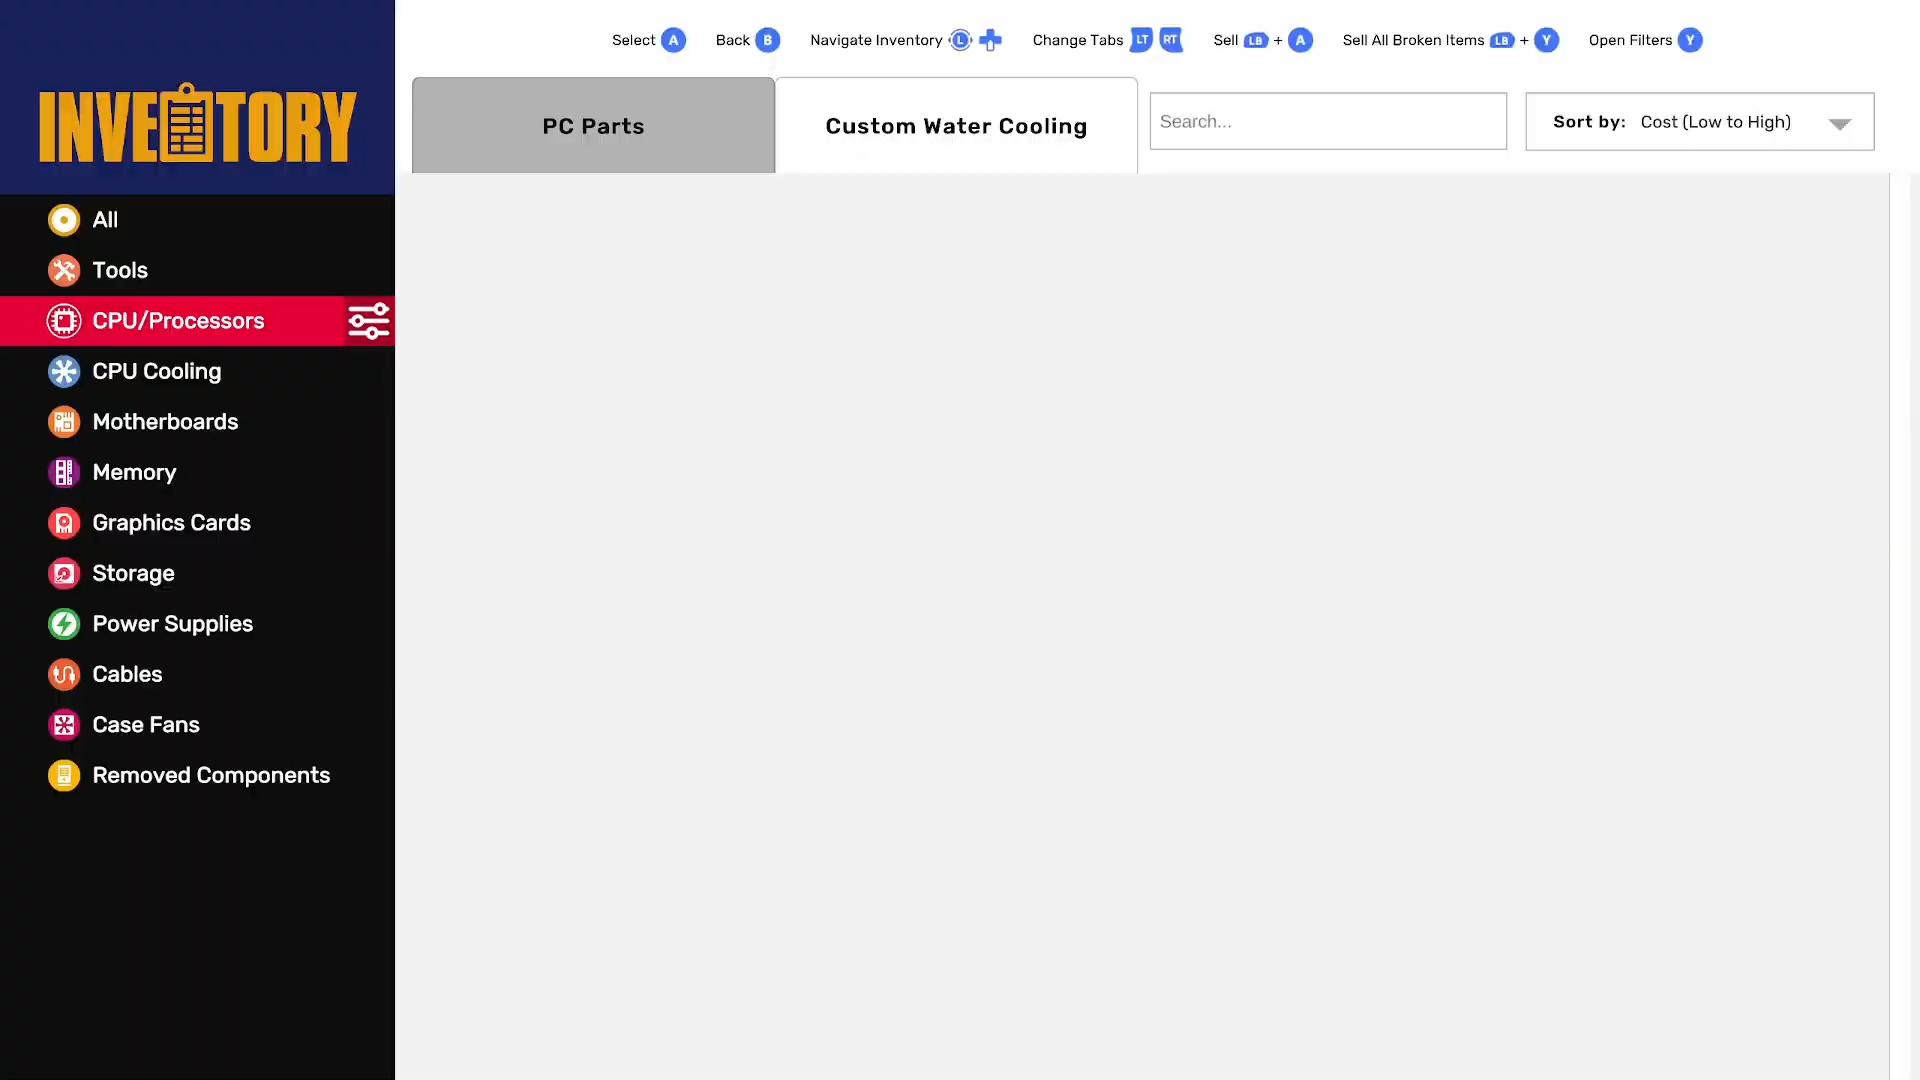 Select A Back B Navigate Inventory L Change Tabs LT RT Sell LB + A Sell All Broken Items LB + Y Open Filters Y
INVENTORY
PC Parts
Custom Water Cooling
Search...
Sort by: Cost (Low to High)
All
Tools
CPU/Processors
CPU Cooling
Motherboards
Memory
Graphics Cards
Storage
Power Supplies
Cables
Case Fans
Removed Components